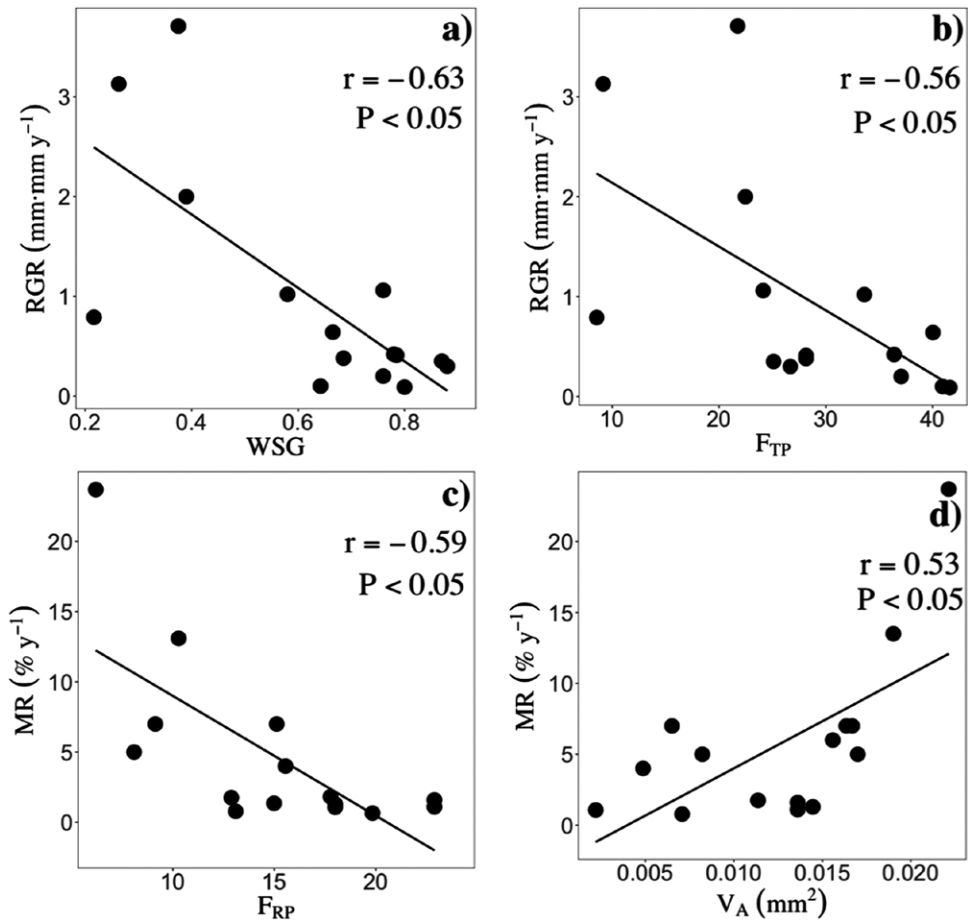 a)
r = −0.63
P < 0.05
3
2
1
0
RGR (mm·mm y⁻¹)
0.2
0.4
0.6
0.8
WSG
b)
r = −0.56
P < 0.05
3
2
1
0
RGR (mm·mm y⁻¹)
10
20
30
40
F_TP
c)
r = −0.59
P < 0.05
20
15
10
5
0
MR (% y⁻¹)
10
15
20
F_RP
d)
r = 0.53
P < 0.05
20
15
10
5
0
MR (% y⁻¹)
0.005
0.010
0.015
0.020
V_A (mm²)